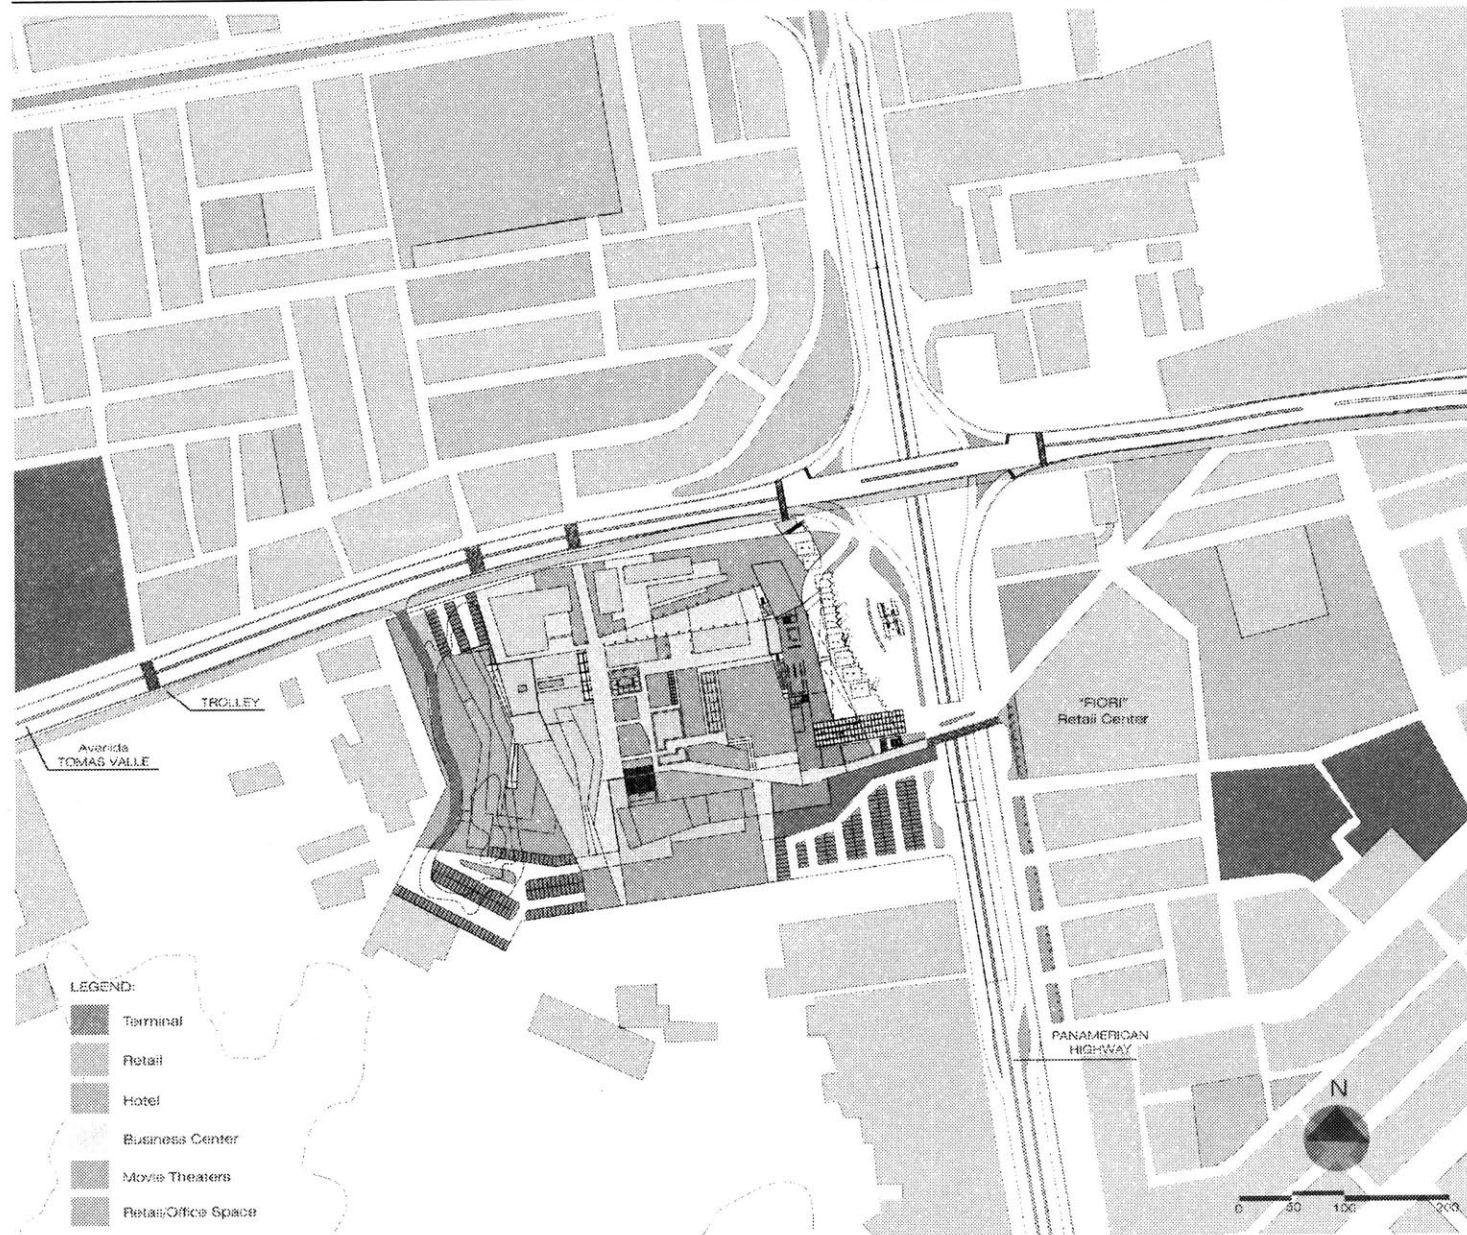 TROLLEY
Avenida
TOMAS VALLE
"FIORI"
Retail Center
PANAMERICAN
HIGHWAY
LEGEND:
Terminal
Retail
Hotel
Business Center
Movie Theaters
Retail/Office Space
N
0 50 100 200